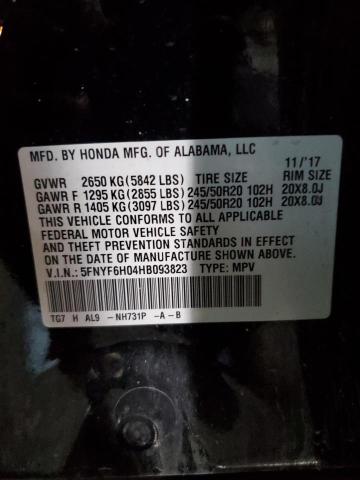 MFD. BY HONDA MFG. OF ALABAMA, LLC 11/'17
GVWR 2650 KG (5842 LBS) TIRE SIZE RIM SIZE
GAWR F 1295 KG (2855 LBS) 245/50R20 102H 20X8.0J
GAWR R 1405 KG (3097 LBS) 245/50R20 102H 20X8.0J
THIS VEHICLE CONFORMS TO ALL APPLICABLE
FEDERAL MOTOR VEHICLE SAFETY
AND THEFT PREVENTION STANDARDS IN EFFECT
ON THE DATE OF MANUFACTURE SHOWN ABOVE.
V.I.N.: 5FNYF6H04HB093823 TYPE: MPV
TG7 H AL9 -NH731P -A-B